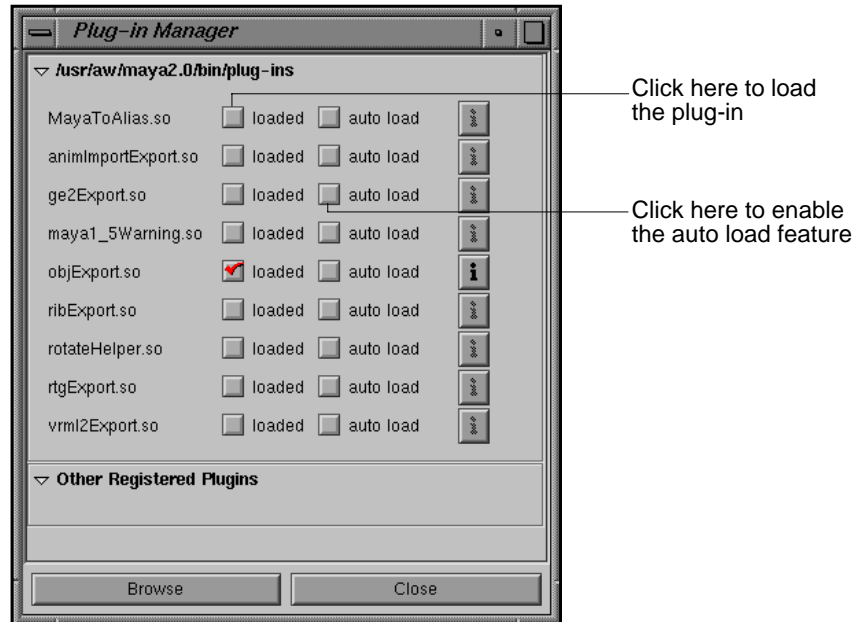 Plug-in Manager
/usr/aw/maya2.0/bin/plug-ins
Click here to load
the plug-in
MayaToAlias.so loaded auto load
animImportExport.so loaded auto load
ge2Export.so loaded auto load
Click here to enable
the auto load feature
maya1_5Warning.so loaded auto load
objExport.so loaded auto load i
ribExport.so loaded auto load
rotateHelper.so loaded auto load
rtgExport.so loaded auto load
vrml2Export.so loaded auto load
Other Registered Plugins
Browse Close